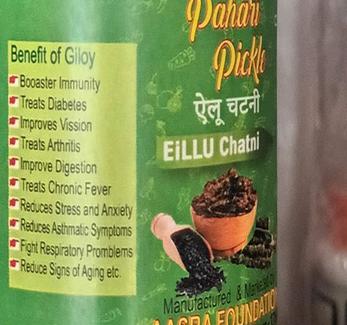 Benefit of Giloy
Booaster Immunity
Treats Diabetes
Improves Vission
Treats Arthritis
Improve Digestion
Treats Chronic Fever
Reduces Stress and Anxiety
Reduces Asthmatic Symptoms
Fight Respiratory Promblems
Reduce Signs of Aging etc.
Pahari
Pickle
ऐलू चटनी
EiLLU Chatni
Manufactured & Marketed
AASRA FOUNDATION